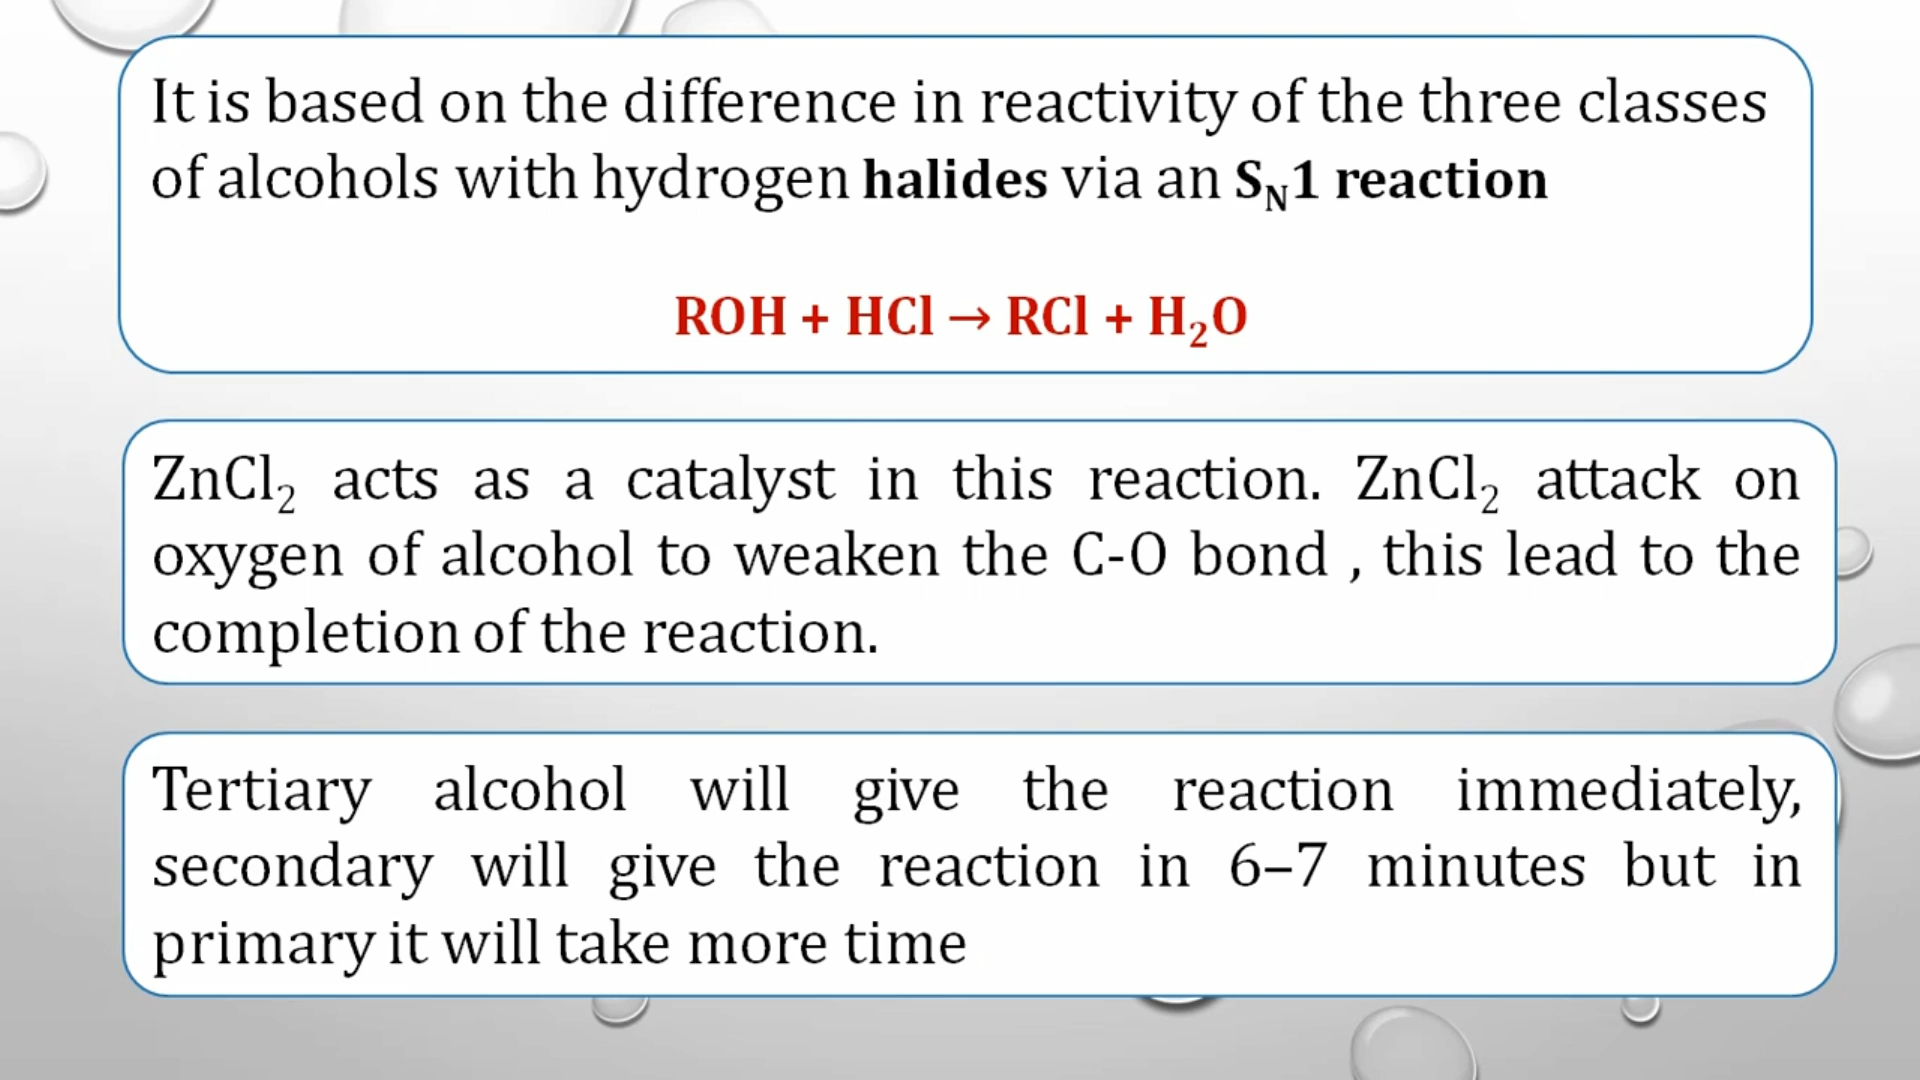 It is based on the difference in reactivity of the three classes
of alcohols with hydrogen halides via an SN1 reaction
ROH + HCl → RCl + H₂O
ZnCl₂ acts as a catalyst in this reaction. ZnCl₂ attack on
oxygen of alcohol to weaken the C-O bond , this lead to the
completion of the reaction.
Tertiary alcohol will give the reaction immediately,
secondary will give the reaction in 6–7 minutes but in
primary it will take more time